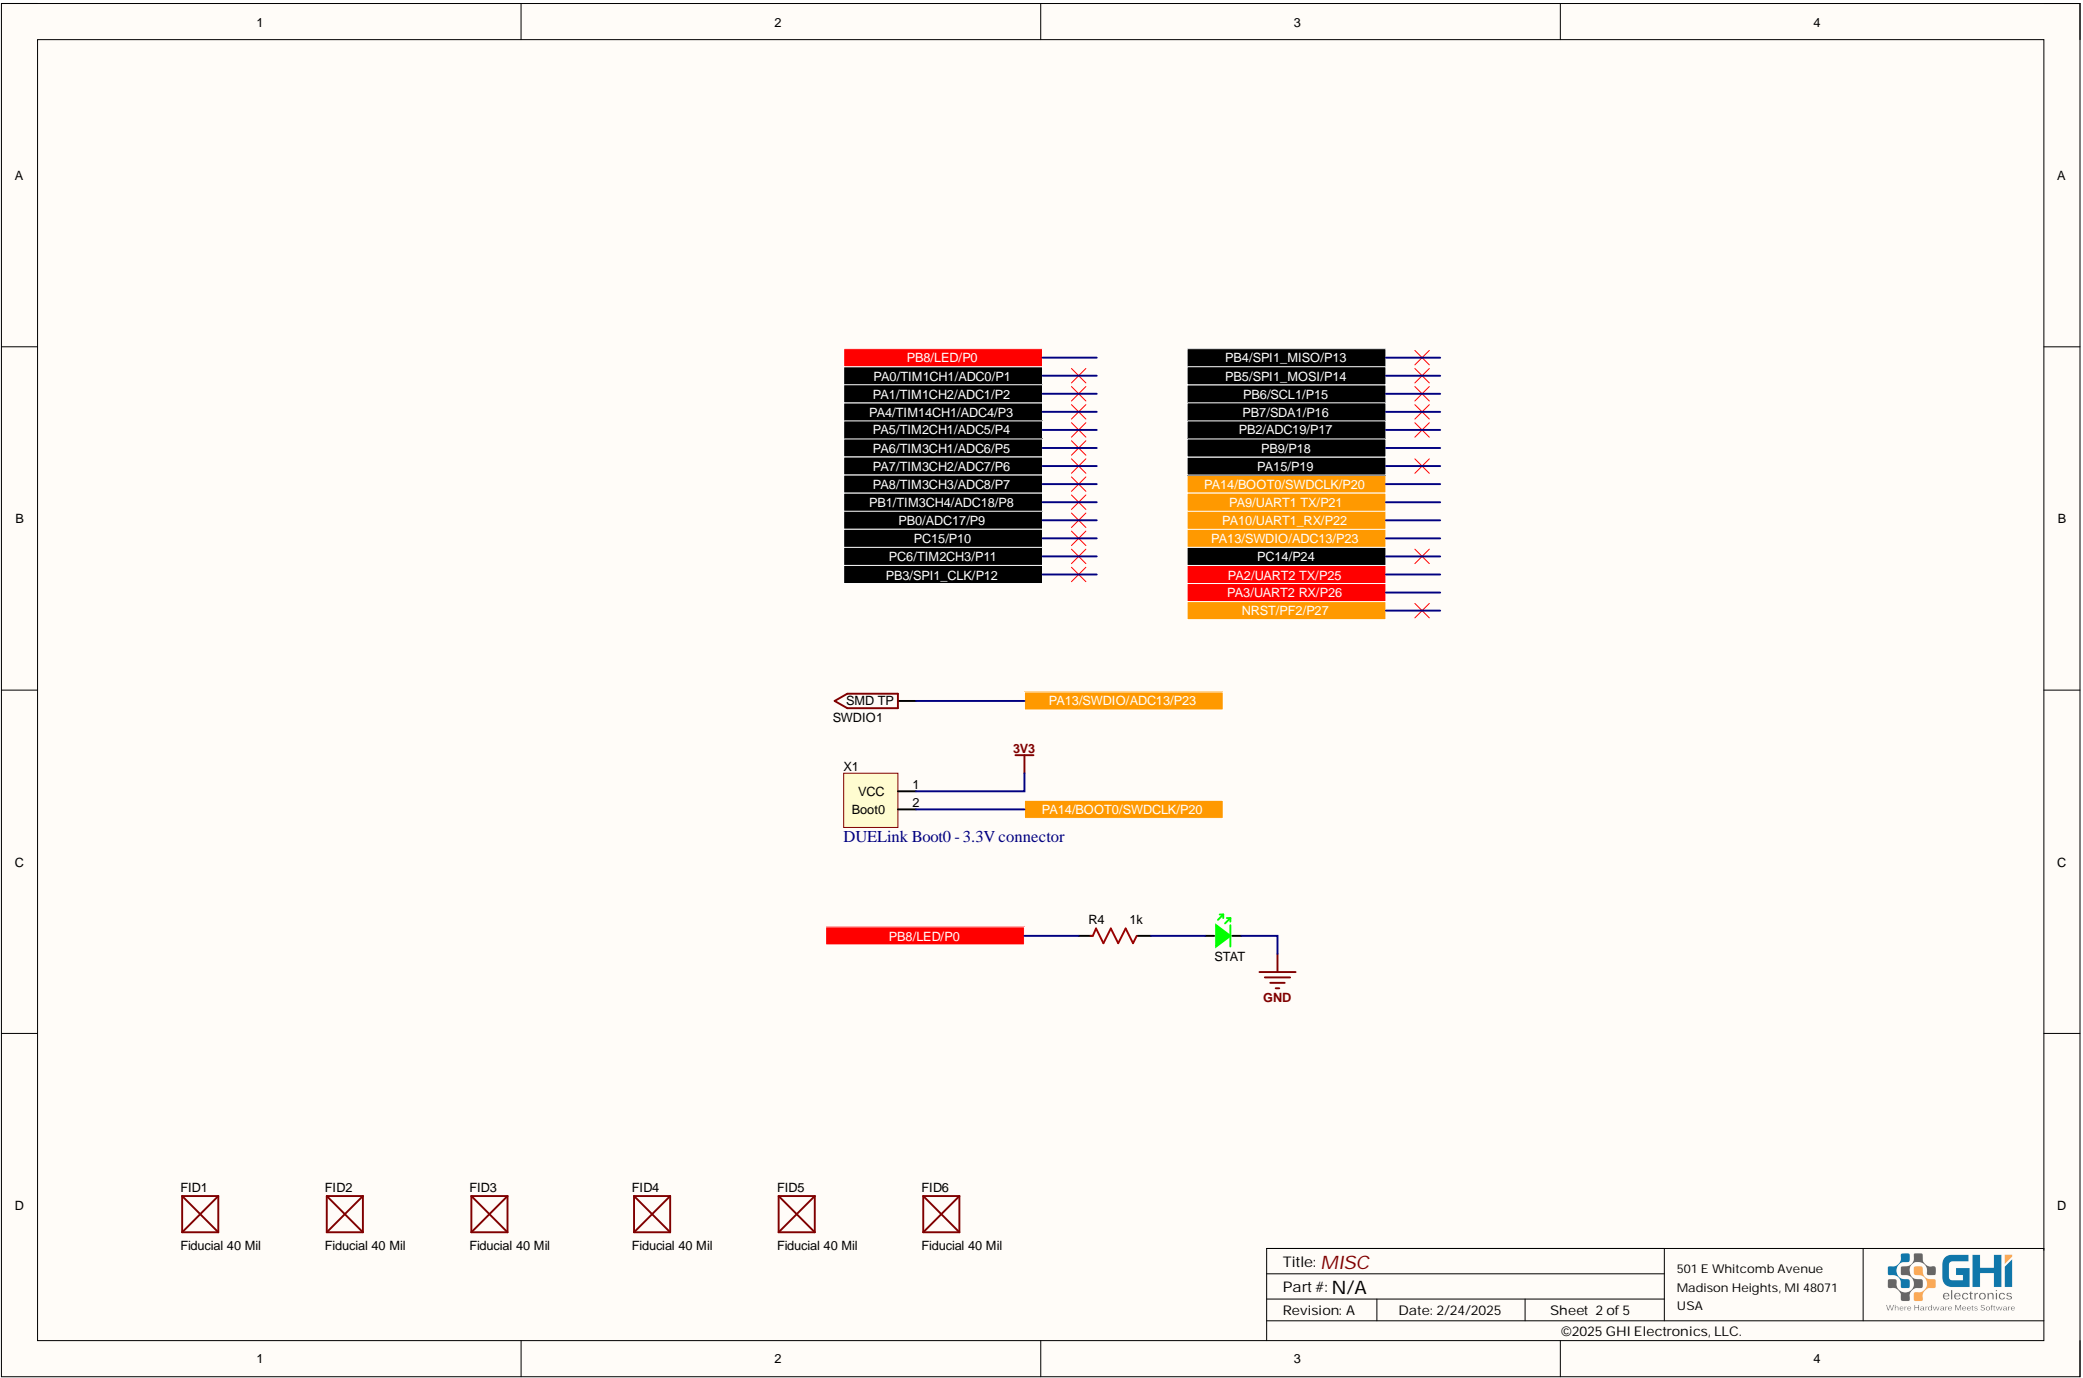 1 2 3 4
A A
PB8/LED/P0
PA0/TIM1CH1/ADC0/P1
PA1/TIM1CH2/ADC1/P2
PA4/TIM14CH1/ADC4/P3
PA5/TIM2CH1/ADC5/P4
PA6/TIM3CH1/ADC6/P5
PA7/TIM3CH2/ADC7/P6
PA8/TIM3CH3/ADC8/P7
PB1/TIM3CH4/ADC18/P8
PB0/ADC17/P9
PC15/P10
PC6/TIM2CH3/P11
PB3/SPI1_CLK/P12
PB4/SPI1_MISO/P13
PB5/SPI1_MOSI/P14
PB6/SCL1/P15
PB7/SDA1/P16
PB2/ADC19/P17
PB9/P18
PA15/P19
PA14/BOOT0/SWDCLK/P20
PA9/UART1 TX/P21
PA10/UART1_RX/P22
PA13/SWDIO/ADC13/P23
PC14/P24
PA2/UART2 TX/P25
PA3/UART2 RX/P26
NRST/PF2/P27
B B
SMD TP PA13/SWDIO/ADC13/P23
SWDIO1
3V3
X1
VCC 1
Boot0 2 PA14/BOOT0/SWDCLK/P20
DUELink Boot0 - 3.3V connector
C C
R4 1k
PB8/LED/P0
STAT
GND
D D
FID1 FID2 FID3 FID4 FID5 FID6
Fiducial 40 Mil Fiducial 40 Mil Fiducial 40 Mil Fiducial 40 Mil Fiducial 40 Mil Fiducial 40 Mil
Title: MISC
Part #: N/A
Revision: A Date: 2/24/2025 Sheet 2 of 5
501 E Whitcomb Avenue
Madison Heights, MI 48071
USA
GHI
electronics
Where Hardware Meets Software
©2025 GHI Electronics, LLC.
1 2 3 4